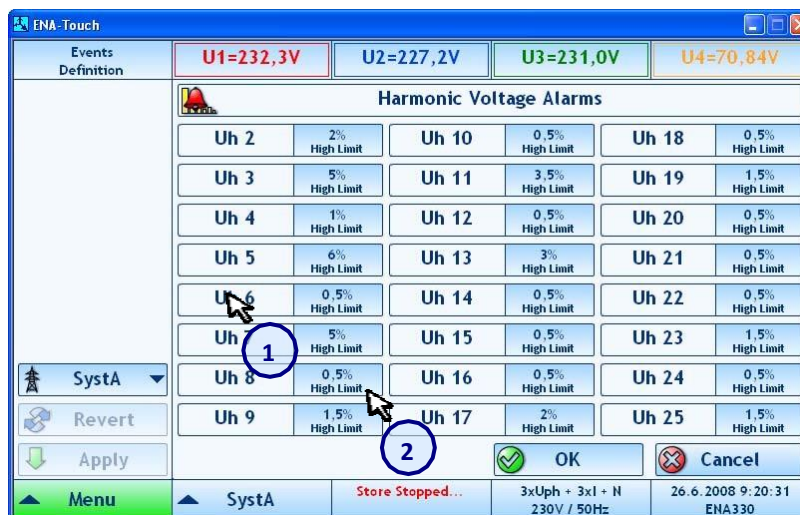 ENA-Touch
Events
Definition
U1=232,3V
U2=227,2V
U3=231,0V
U4=70,84V
Harmonic Voltage Alarms
Uh 2
2%
High Limit
Uh 10
0,5%
High Limit
Uh 18
0,5%
High Limit
Uh 3
5%
High Limit
Uh 11
3,5%
High Limit
Uh 19
1,5%
High Limit
Uh 4
1%
High Limit
Uh 12
0,5%
High Limit
Uh 20
0,5%
High Limit
Uh 5
6%
High Limit
Uh 13
3%
High Limit
Uh 21
0,5%
High Limit
Uh 6
0,5%
High Limit
Uh 14
0,5%
High Limit
Uh 22
0,5%
High Limit
Uh 7
5%
High Limit
Uh 15
0,5%
High Limit
Uh 23
1,5%
High Limit
1
SystA
Uh 8
0,5%
High Limit
Uh 16
0,5%
High Limit
Uh 24
0,5%
High Limit
Revert
Uh 9
1,5%
High Limit
Uh 17
2%
High Limit
Uh 25
1,5%
High Limit
2
Apply
OK
Cancel
Menu
SystA
Store Stopped...
3xUph + 3xI + N
230V / 50Hz
26.6.2008 9:20:31
ENA330